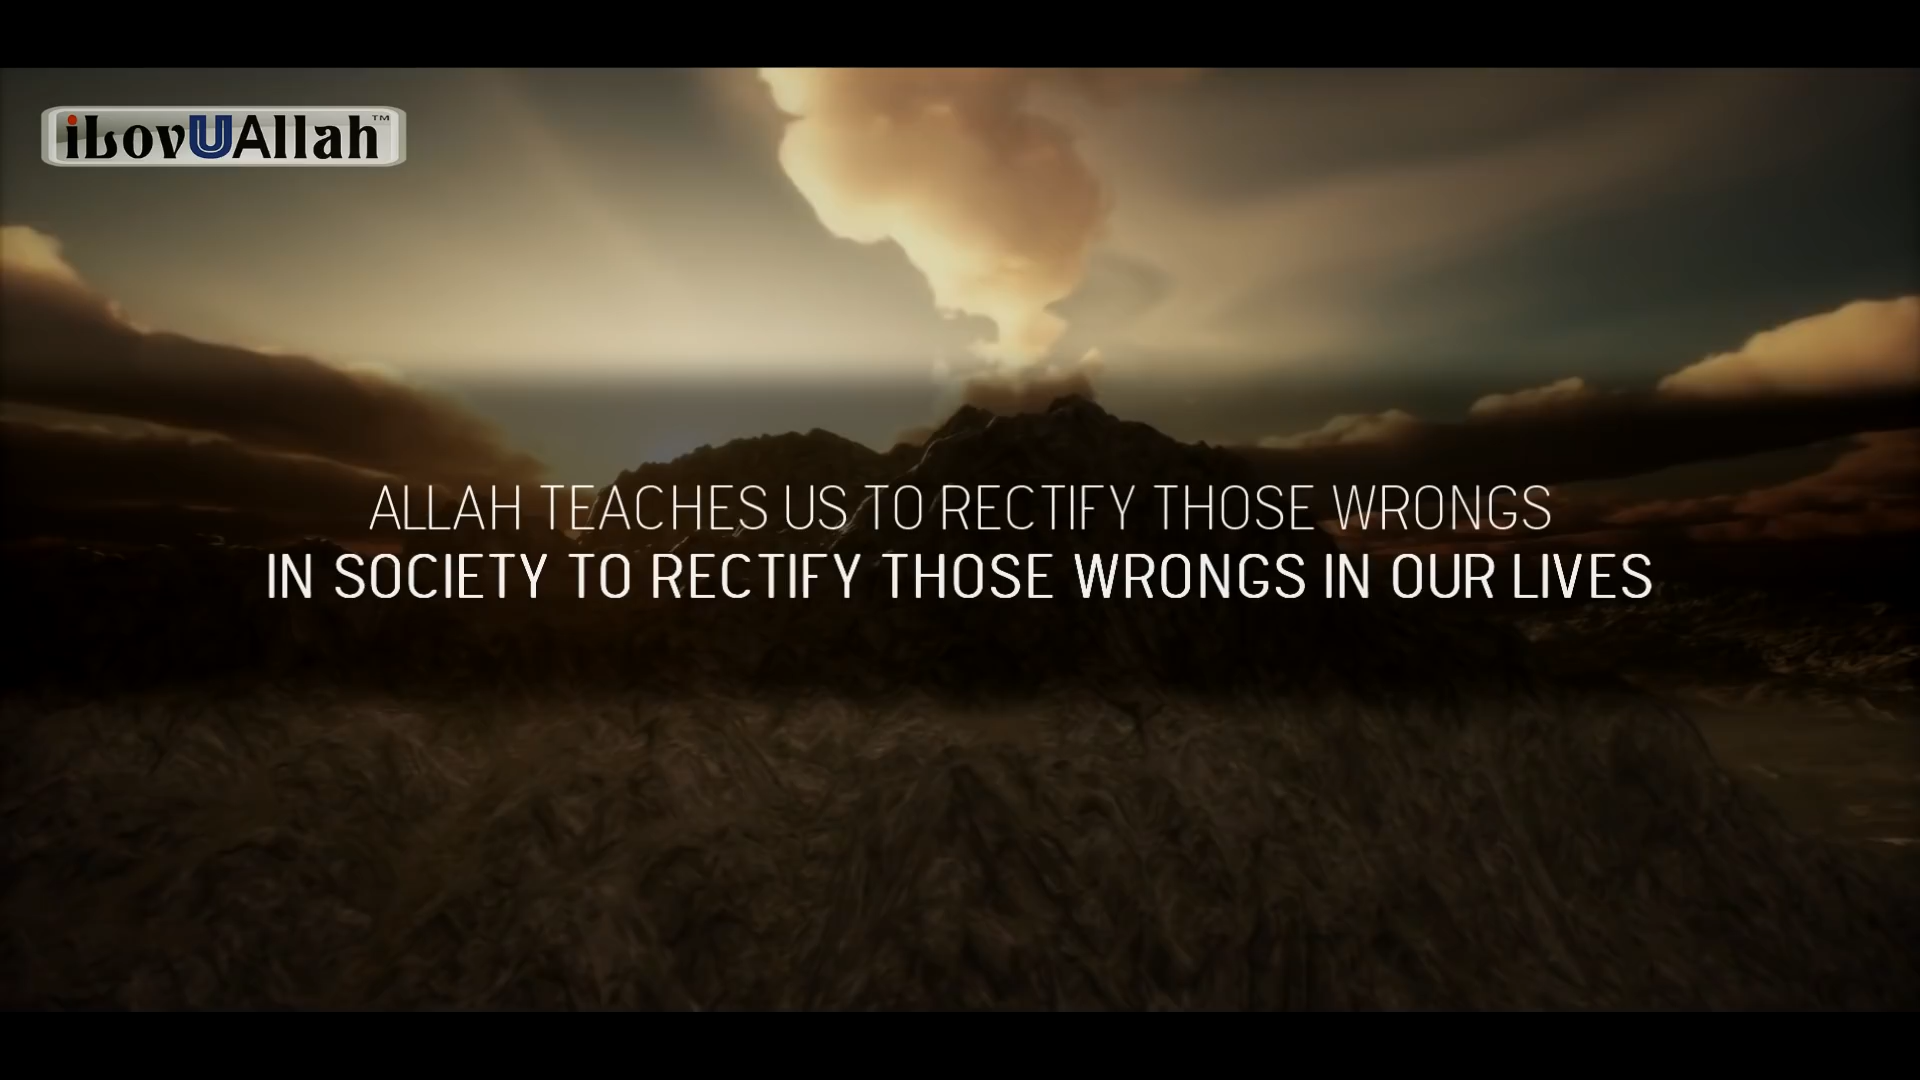 iLovUAllah™
ALLAH TEACHES US TO RECTIFY THOSE WRONGS
IN SOCIETY TO RECTIFY THOSE WRONGS IN OUR LIVES